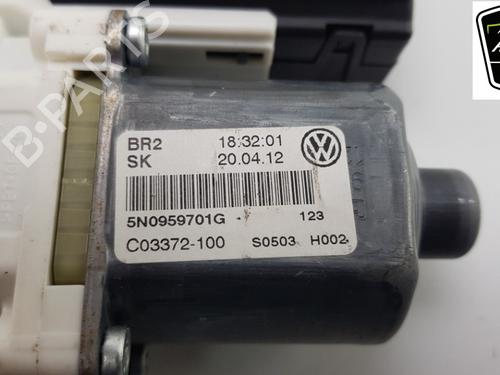 B-PARTS
BR2 18:32:01
SK 20.04.12
5N0959701G - 123
C03372-100 S0503 H002